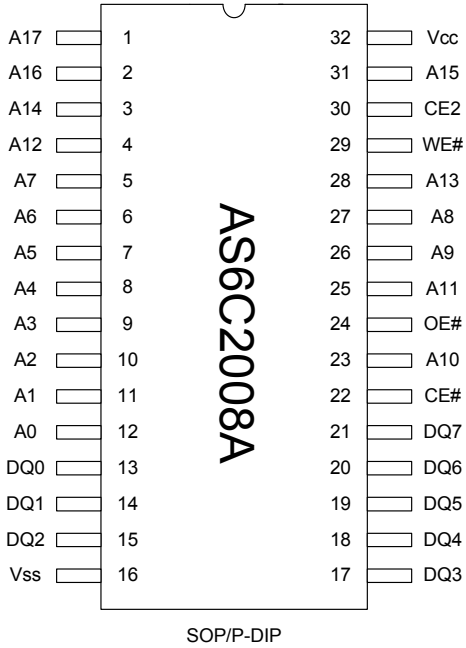 A17 1 32 Vcc
A16 2 31 A15
A14 3 30 CE2
A12 4 29 WE#
A7 5 28 A13
A6 6 27 A8
A5 7 26 A9
A4 8 25 A11
A3 9 24 OE#
A2 10 23 A10
A1 11 22 CE#
A0 12 21 DQ7
DQ0 13 20 DQ6
DQ1 14 19 DQ5
DQ2 15 18 DQ4
Vss 16 17 DQ3
AS6C2008A
SOP/P-DIP